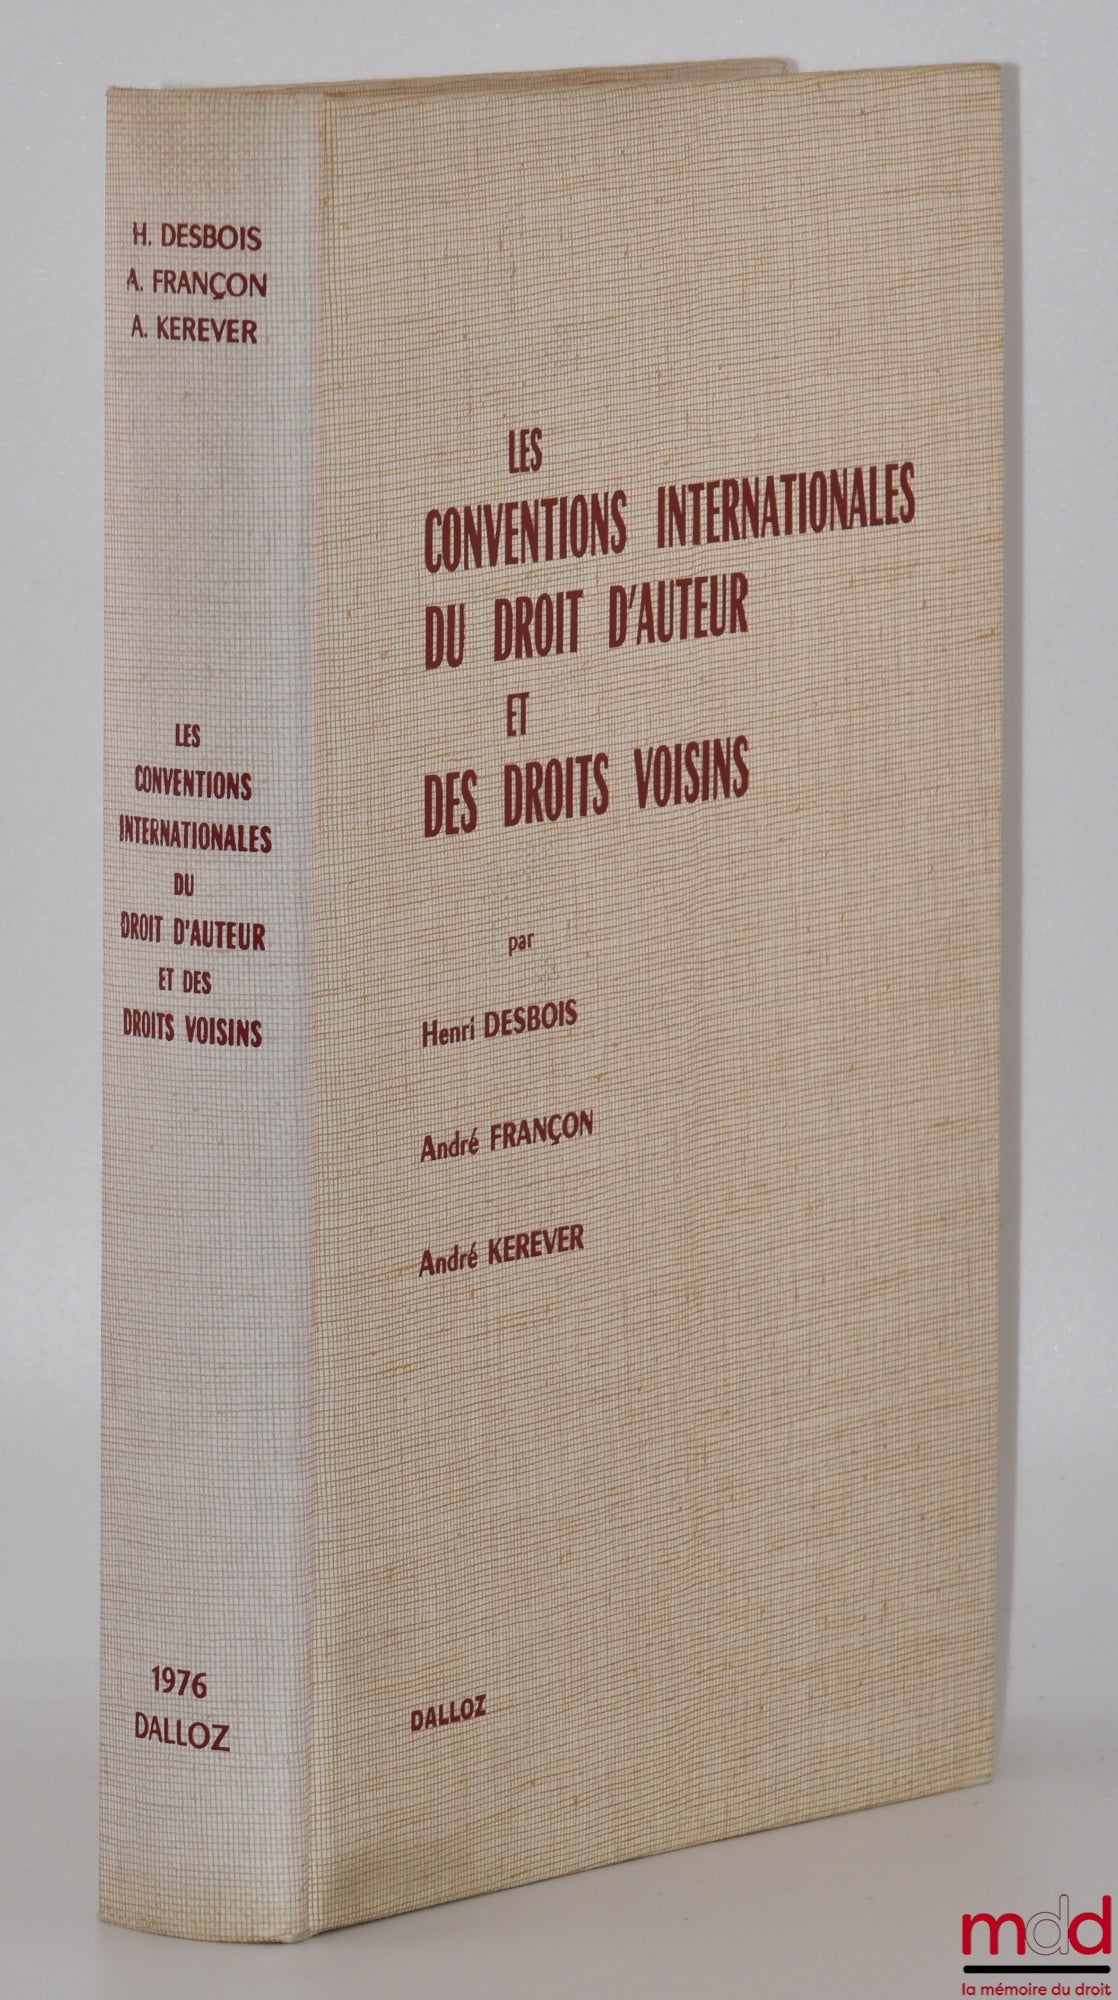 H. DESBOIS
A. FRANÇON
A. KEREVER
LES
CONVENTIONS
INTERNATIONALES
DU
DROIT D'AUTEUR
ET DES
DROITS VOISINS
1976
DALLOZ
LES
CONVENTIONS INTERNATIONALES
DU DROIT D'AUTEUR
ET
DES DROITS VOISINS
par
Henri DESBOIS
André FRANÇON
André KEREVER
DALLOZ
mdd
la mémoire du droit